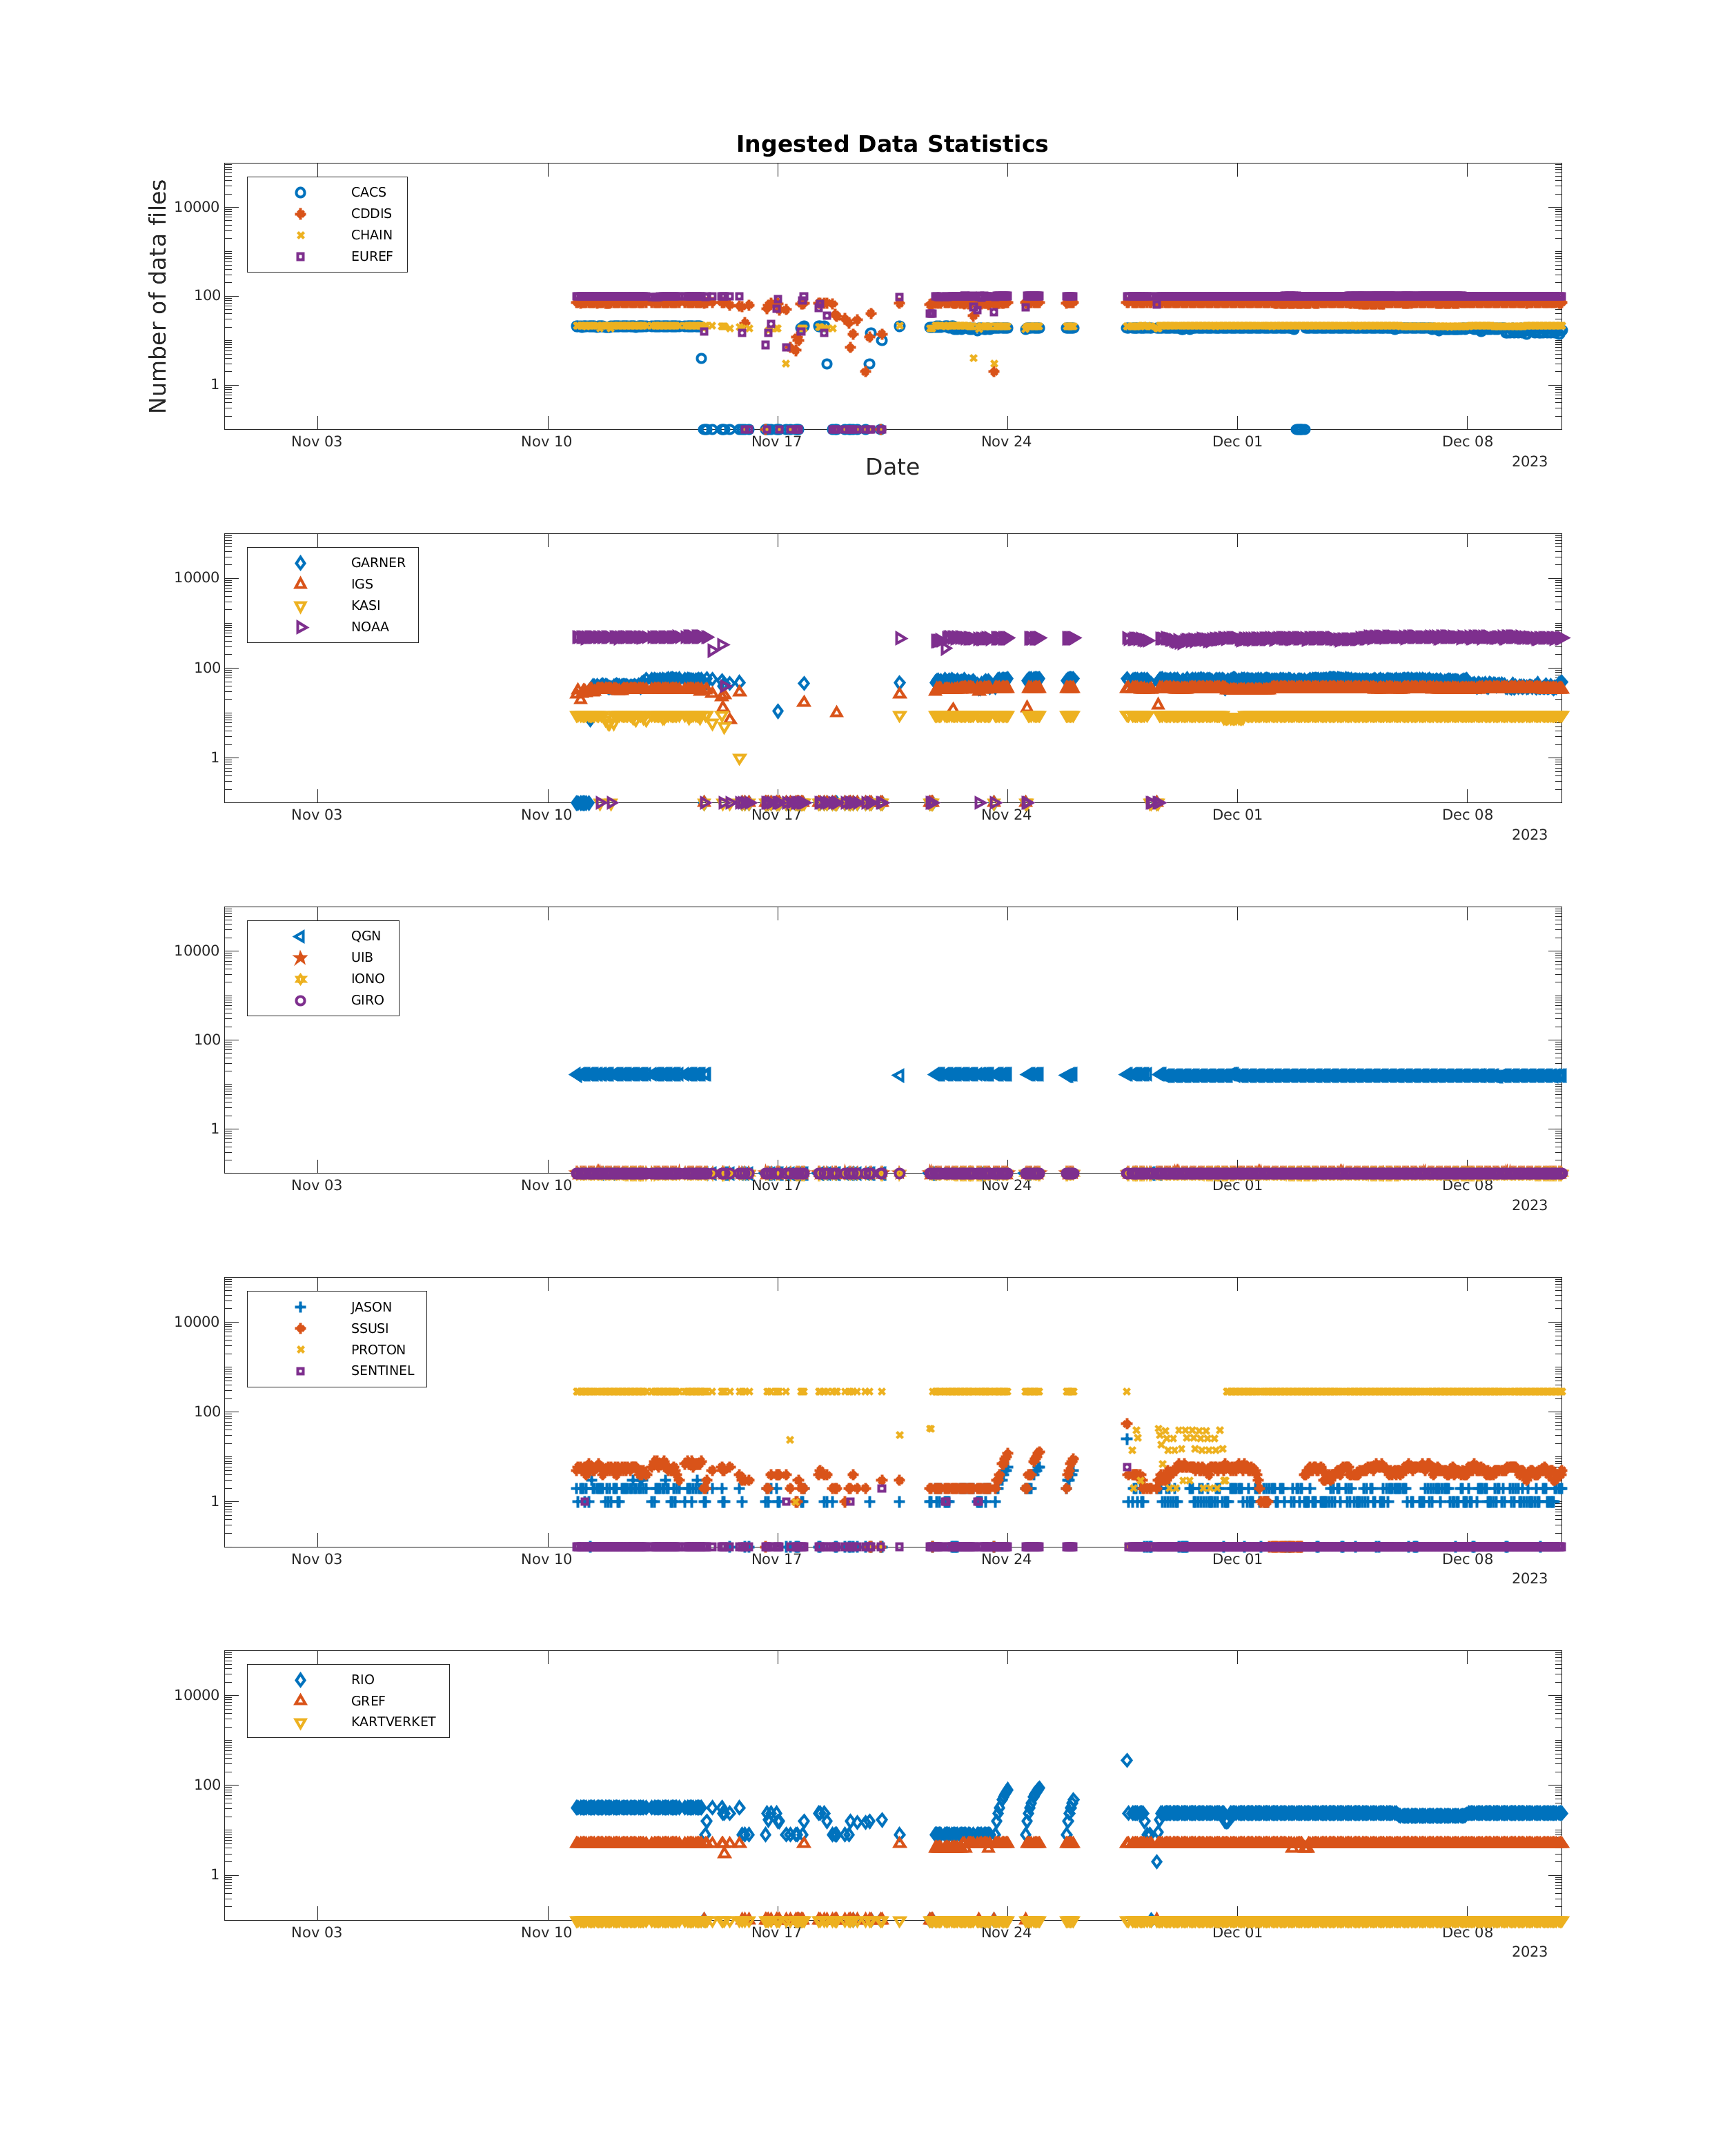 Ingested Data Statistics
Number of data files
10000
100
1
CACS
CDDIS
CHAIN
EUREF
Nov 03 Nov 10 Nov 17 Nov 24 Dec 01 Dec 08
2023
Date
10000
100
1
GARNER
IGS
KASI
NOAA
Nov 03 Nov 10 Nov 17 Nov 24 Dec 01 Dec 08
2023
10000
100
1
QGN
UIB
IONO
GIRO
Nov 03 Nov 10 Nov 17 Nov 24 Dec 01 Dec 08
2023
10000
100
1
JASON
SSUSI
PROTON
SENTINEL
Nov 03 Nov 10 Nov 17 Nov 24 Dec 01 Dec 08
2023
10000
100
1
RIO
GREF
KARTVERKET
Nov 03 Nov 10 Nov 17 Nov 24 Dec 01 Dec 08
2023